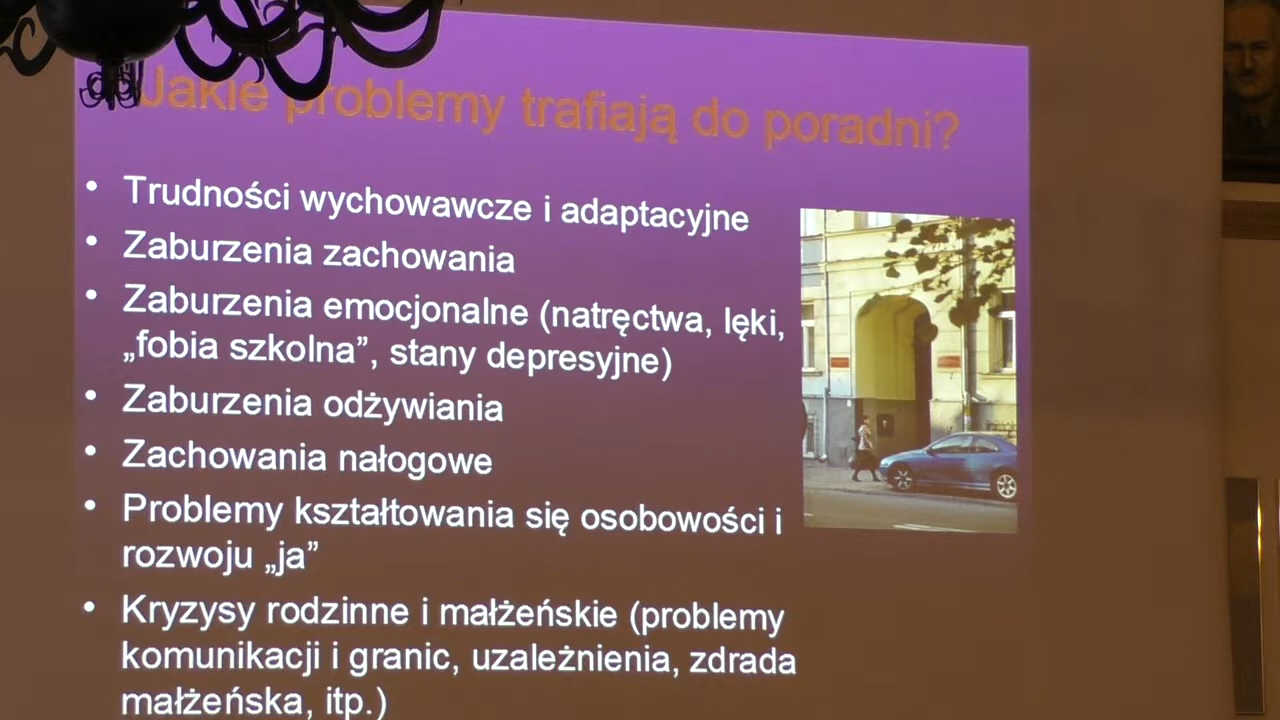 Jakie problemy trafiają do poradni?
• Trudności wychowawcze i adaptacyjne
• Zaburzenia zachowania
• Zaburzenia emocjonalne (natręctwa, lęki,
„fobia szkolna”, stany depresyjne)
• Zaburzenia odżywiania
• Zachowania nałogowe
• Problemy kształtowania się osobowości i
rozwoju „ja”
• Kryzysy rodzinne i małżeńskie (problemy
komunikacji i granic, uzależnienia, zdrada
małżeńska, itp.)